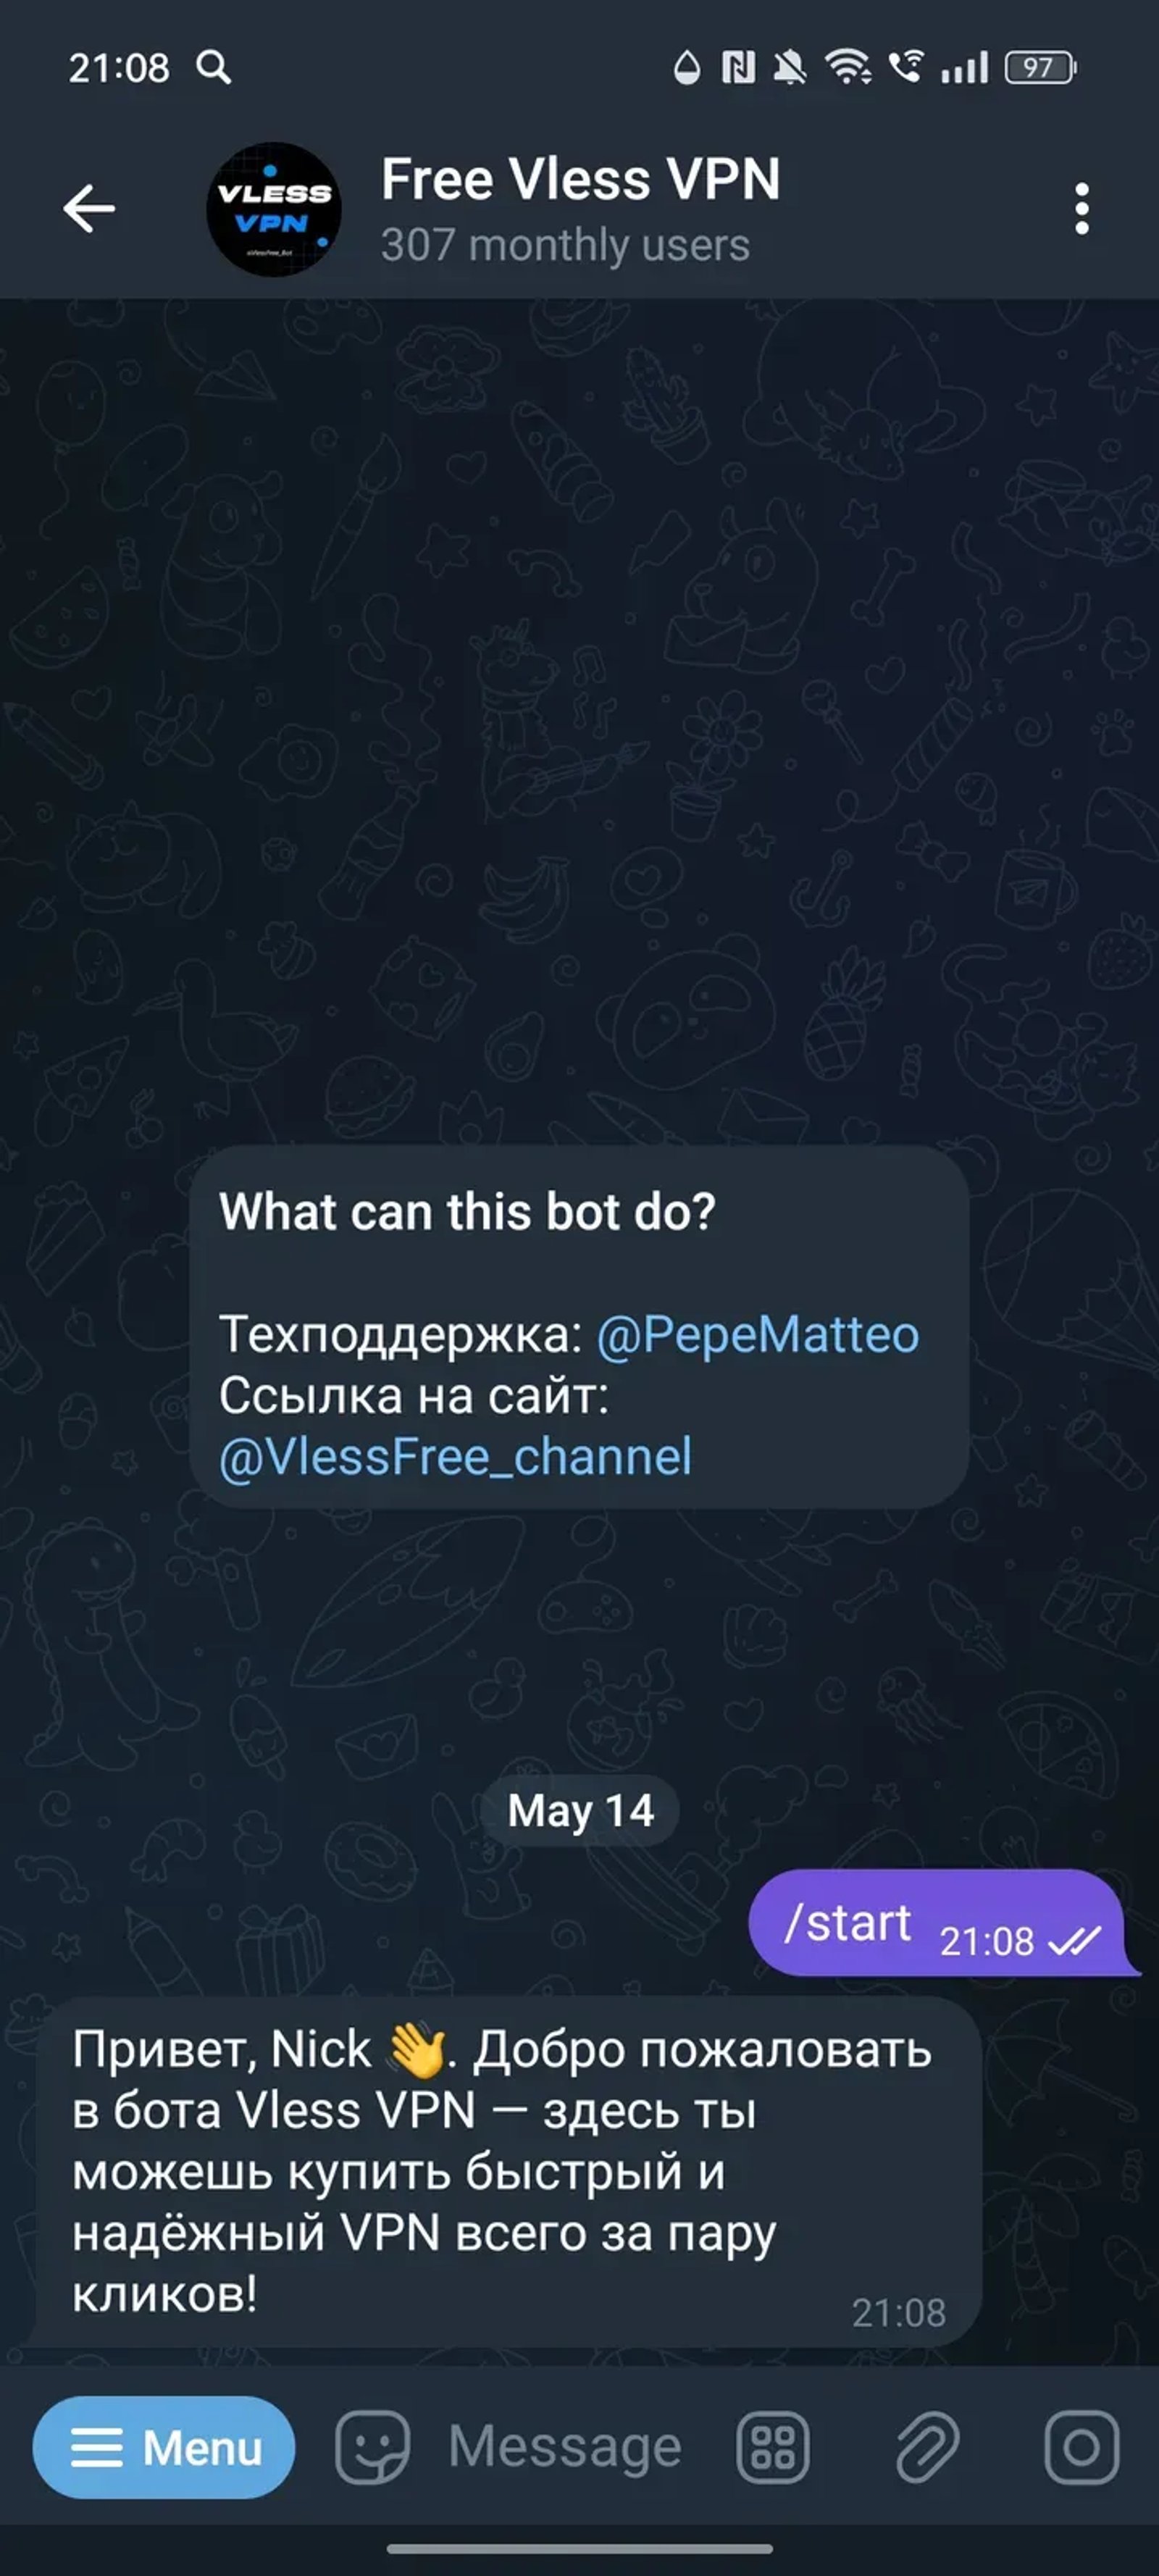 21:08
97
VLESS
VPN
Free Vless VPN
307 monthly users
What can this bot do?
Техподдержка: @PepeMatteo
Ссылка на сайт:
@VlessFree_channel
May 14
/start 21:08
Привет, Nick 👋. Добро пожаловать
в бота Vless VPN — здесь ты
можешь купить быстрый и
надёжный VPN всего за пару
кликов!
21:08
Menu
Message